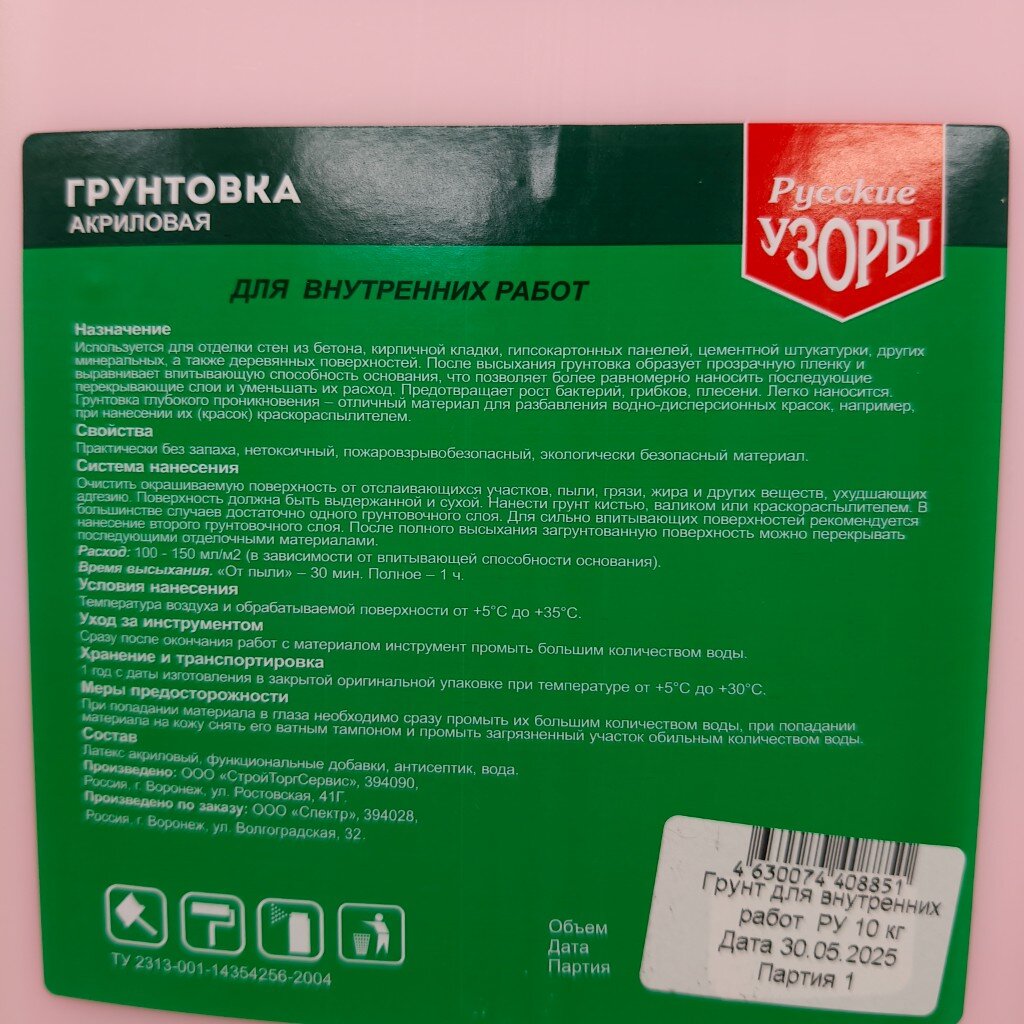 ГРУНТОВКА
АКРИЛОВАЯ
Русские
УЗОРЫ
ДЛЯ ВНУТРЕННИХ РАБОТ
Назначение
Используется для отделки стен из бетона, кирпичной кладки, гипсокартонных панелей, цементной штукатурки, других
минеральных, а также деревянных поверхностей. После высыхания грунтовка образует прозрачную пленку и
выравнивает впитывающую способность основания, что позволяет более равномерно наносить последующие
перекрывающие слои и уменьшать их расход. Предотвращает рост бактерий, грибков, плесени. Легко наносится.
Грунтовка глубокого проникновения – отличный материал для разбавления водно-дисперсионных красок, например,
при нанесении их (красок) краскораспылителем.
Свойства
Практически без запаха, нетоксичный, пожаровзрывобезопасный, экологически безопасный материал.
Система нанесения
Очистить окрашиваемую поверхность от отслаивающихся участков, пыли, грязи, жира и других веществ, ухудшающих
адгезию. Поверхность должна быть выдержанной и сухой. Нанести грунт кистью, валиком или краскораспылителем. В
большинстве случаев достаточно одного грунтовочного слоя. Для сильно впитывающих поверхностей рекомендуется
нанесение второго грунтовочного слоя. После полного высыхания загрунтованную поверхность можно перекрывать
последующими отделочными материалами.
Расход: 100 - 150 мл/м2 (в зависимости от впитывающей способности основания).
Время высыхания. «От пыли» – 30 мин. Полное – 1 ч.
Условия нанесения
Температура воздуха и обрабатываемой поверхности от +5°С до +35°С.
Уход за инструментом
Сразу после окончания работ с материалом инструмент промыть большим количеством воды.
Хранение и транспортировка
1 год с даты изготовления в закрытой оригинальной упаковке при температуре от +5°С до +30°С.
Меры предосторожности
При попадании материала в глаза необходимо сразу промыть их большим количеством воды, при попадании
материала на кожу снять его ватным тампоном и промыть загрязненный участок обильным количеством воды.
Состав
Латекс акриловый, функциональные добавки, антисептик, вода.
Произведено: ООО «СтройТоргСервис», 394090,
Россия, г. Воронеж, ул. Ростовская, 41Г.
Произведено по заказу: ООО «Спектр», 394028,
Россия, г. Воронеж, ул. Волгоградская, 32.
ТУ 2313-001-14354256-2004
Объем
Дата
Партия
4 630074 408851
Грунт для внутренних
работ РУ 10 кг
Дата 30.05.2025
Партия 1